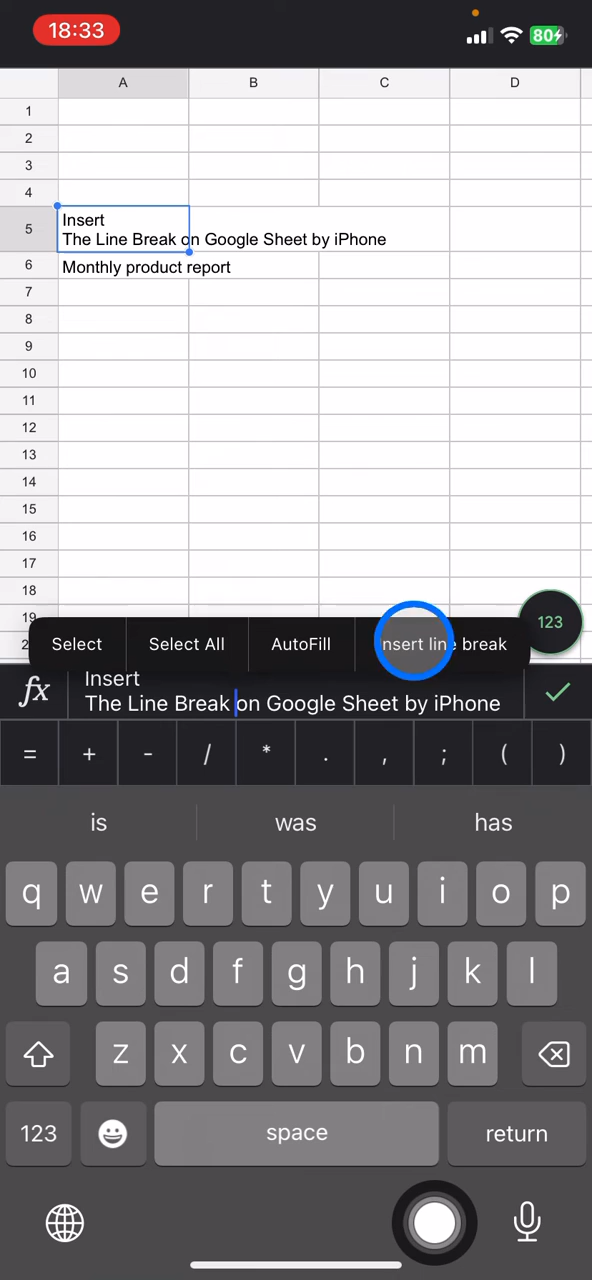 18:33
80
A B C D
1
2
3
4
5 Insert
The Line Break on Google Sheet by iPhone
6 Monthly product report
7
8
9
10
11
12
13
14
15
16
17
18
19
123
2
Select Select All AutoFill Insert line break
fx Insert
The Line Break on Google Sheet by iPhone
= + - / * . , ; ( )
is was has
q w e r t y u i o p
a s d f g h j k l
z x c v b n m
123 space return